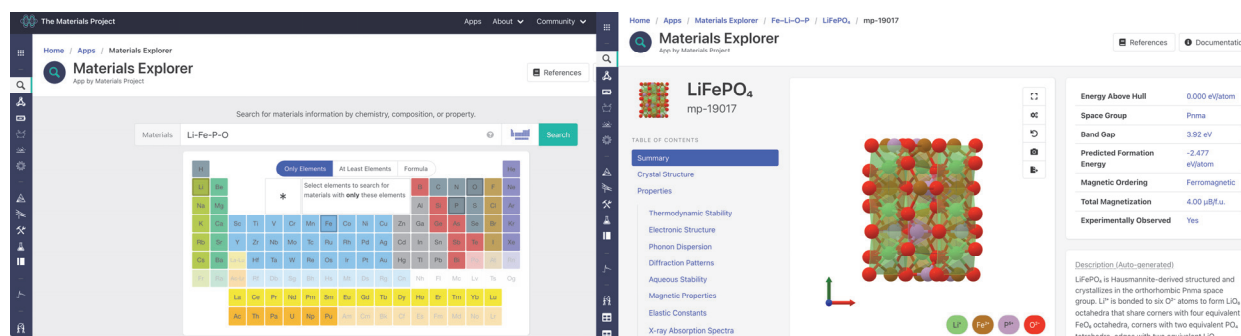 The Materials Project
Apps About Community
Home / Apps / Materials Explorer
Materials Explorer
App by Materials Project
References
Search for materials information by chemistry, composition, or property.
Materials Li-Fe-P-O Search
Only Elements At Least Elements Formula
* Select elements to search for
materials with only these elements
H He
Li Be B C N O F Ne
Na Mg Al Si P S Cl Ar
K Ca Sc Ti V Cr Mn Fe Co Ni Cu Zn Ga Ge As Se Br Kr
Rb Sr Y Zr Nb Mo Tc Ru Rh Pd Ag Cd In Sn Sb Te I Xe
Cs Ba La-Lu Hf Ta W Re Os Ir Pt Au Hg Tl Pb Bi
La Ce Pr Nd Pm Sm Eu Gd Tb Dy Ho Er Tm Yb Lu
Ac Th Pa U Np Pu
Home / Apps / Materials Explorer / Fe–Li–O–P / LiFePO₄ / mp-19017
Materials Explorer
App by Materials Project
References Documentatio
LiFePO₄
mp-19017
TABLE OF CONTENTS
Summary
Crystal Structure
Properties
Thermodynamic Stability
Electronic Structure
Phonon Dispersion
Diffraction Patterns
Aqueous Stability
Magnetic Properties
Elastic Constants
X-ray Absorption Spectra
Li⁺ Fe²⁺ P⁵⁺ O²⁻
Energy Above Hull 0.000 eV/atom
Space Group Pnma
Band Gap 3.92 eV
Predicted Formation -2.477
Energy eV/atom
Magnetic Ordering Ferromagnetic
Total Magnetization 4.00 µB/f.u.
Experimentally Observed Yes
Description (Auto-generated)
LiFePO₄ is Hausmannite-derived structured and
crystallizes in the orthorhombic Pnma space
group. Li¹⁺ is bonded to six O²⁻ atoms to form LiO₆
octahedra that share corners with four equivalent
FeO₆ octahedra, corners with two equivalent PO₄